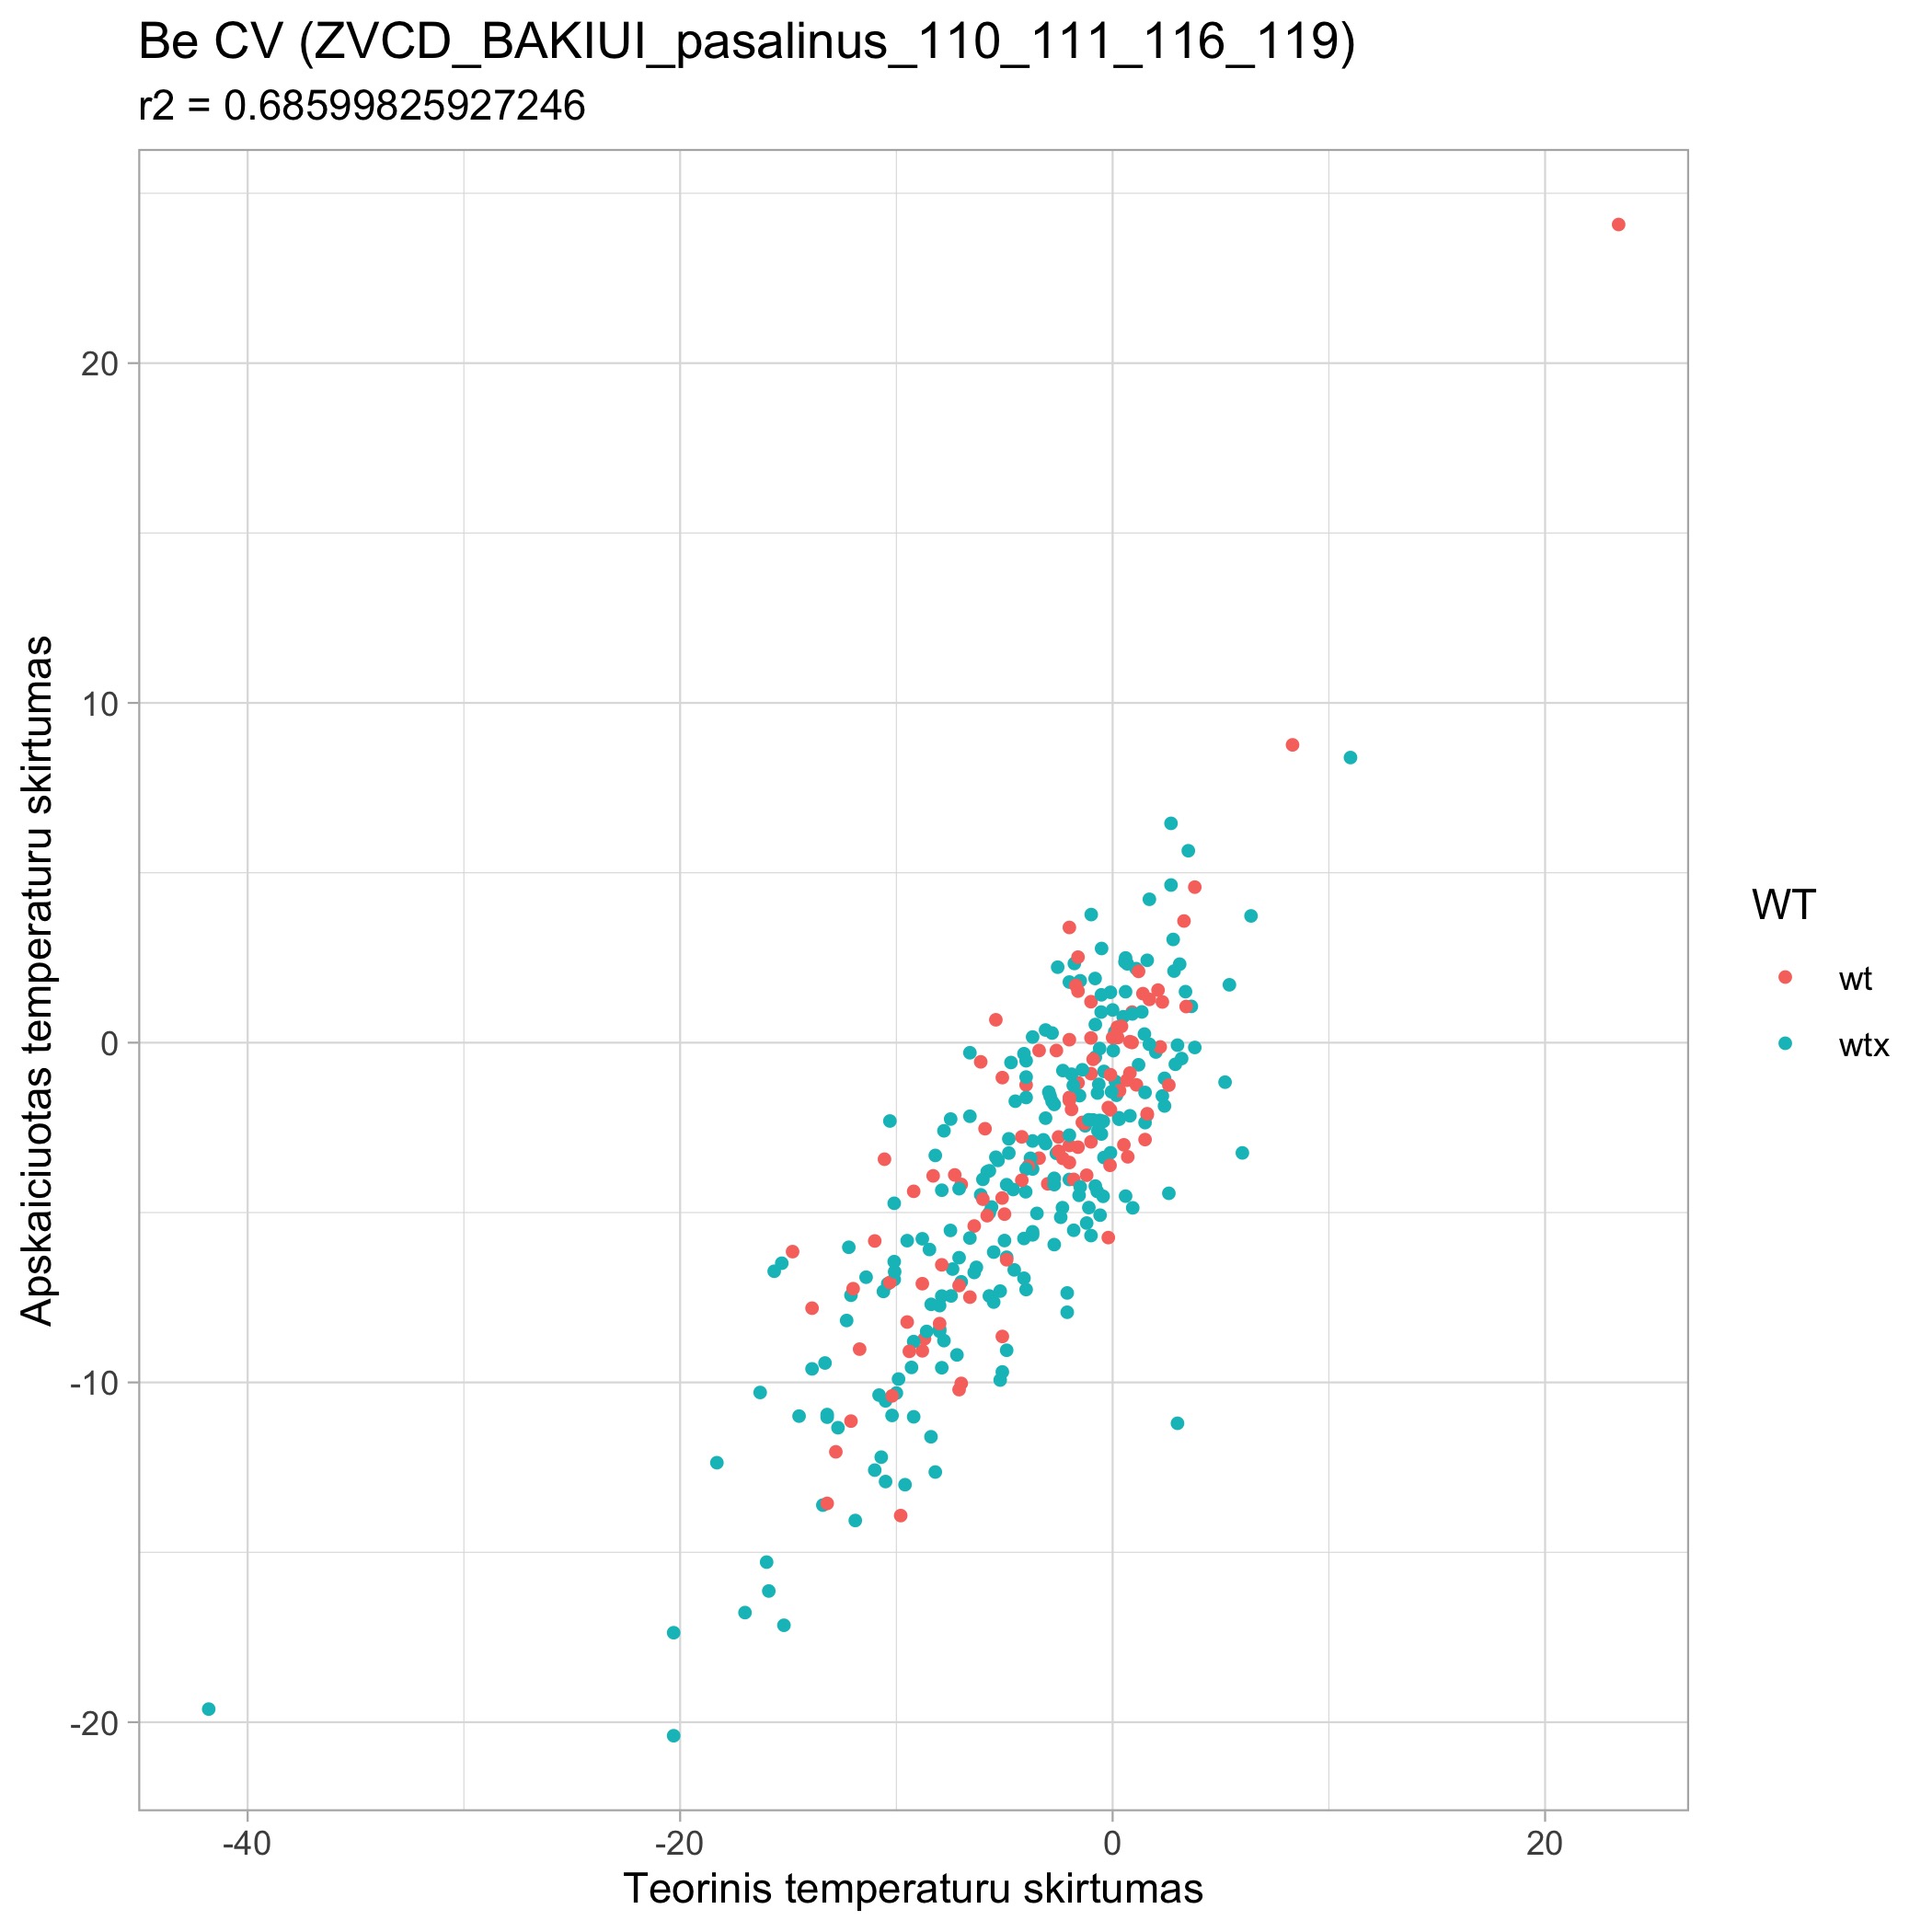 Be CV (ZVCD_BAKIUI_pasalinus_110_111_116_119)
r2 = 0.68599825927246
20
10
0
-10
-20
Apskaiciuotas temperaturu skirtumas
-40
-20
0
20
Teorinis temperaturu skirtumas
WT
wt
wtx